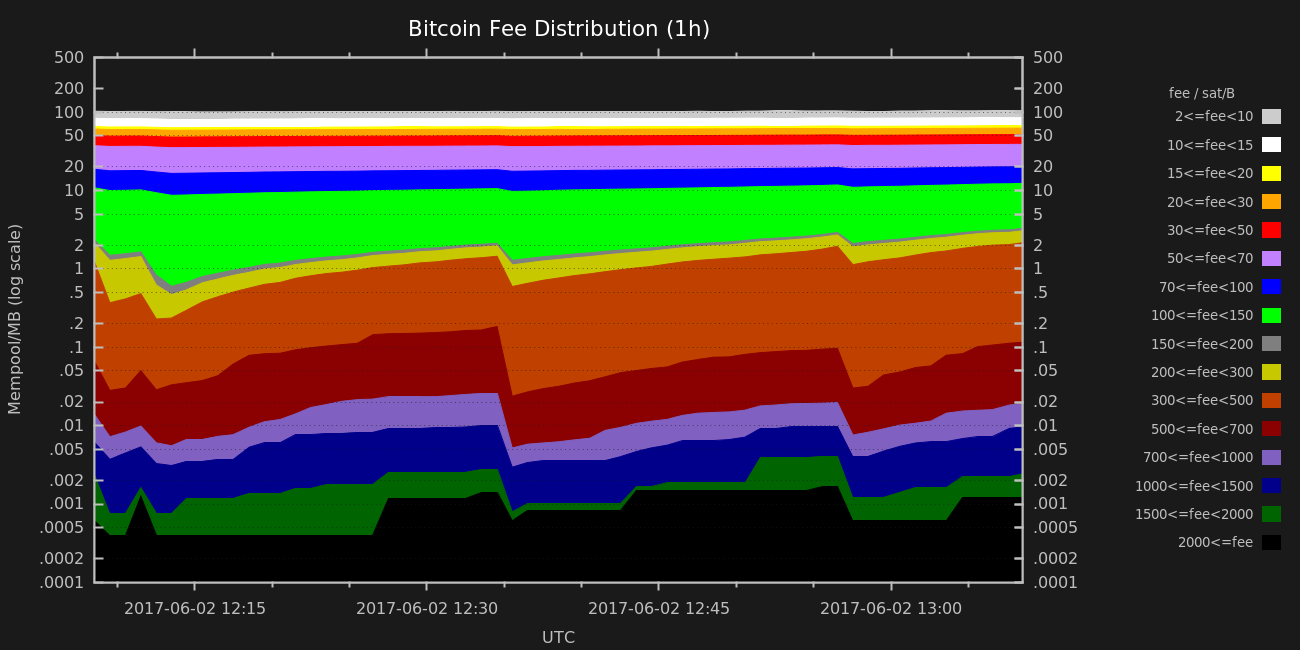 Bitcoin Fee Distribution (1h)
500
200
100
50
20
10
5
2
1
.5
.2
.1
.05
.02
.01
.005
.002
.001
.0005
.0002
.0001
Mempool/MB (log scale)
500
200
100
50
20
10
5
2
1
.5
.2
.1
.05
.02
.01
.005
.002
.001
.0005
.0002
.0001
2017-06-02 12:15
2017-06-02 12:30
2017-06-02 12:45
2017-06-02 13:00
UTC
fee / sat/B
2<=fee<10
10<=fee<15
15<=fee<20
20<=fee<30
30<=fee<50
50<=fee<70
70<=fee<100
100<=fee<150
150<=fee<200
200<=fee<300
300<=fee<500
500<=fee<700
700<=fee<1000
1000<=fee<1500
1500<=fee<2000
2000<=fee